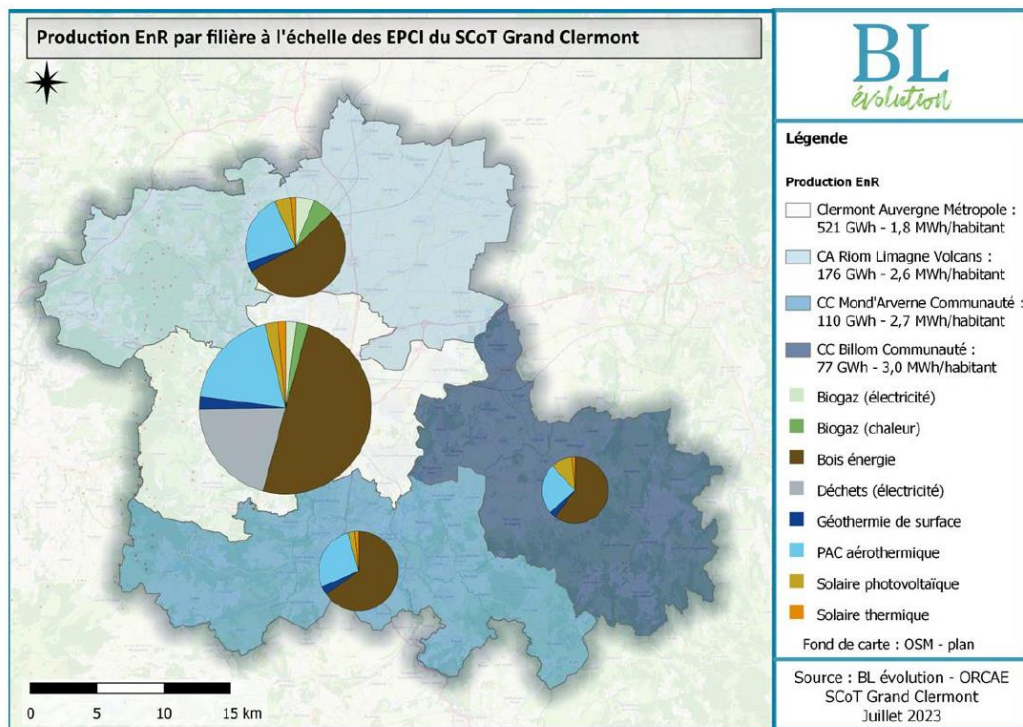 Production EnR par filière à l'échelle des EPCI du SCoT Grand Clermont
BL
évolution
Légende
Production EnR
Clermont Auvergne Métropole :
521 GWh - 1,8 MWh/habitant
CA Riom Limagne Volcans :
176 GWh - 2,6 MWh/habitant
CC Mond'Arverne Communauté :
110 GWh - 2,7 MWh/habitant
CC Billom Communauté :
77 GWh - 3,0 MWh/habitant
Biogaz (électricité)
Biogaz (chaleur)
Bois énergie
Déchets (électricité)
Géothermie de surface
PAC aérothermique
Solaire photovoltaïque
Solaire thermique
Fond de carte : OSM - plan
Source : BL évolution - ORCAE
SCoT Grand Clermont
Juillet 2023
0 5 10 15 km